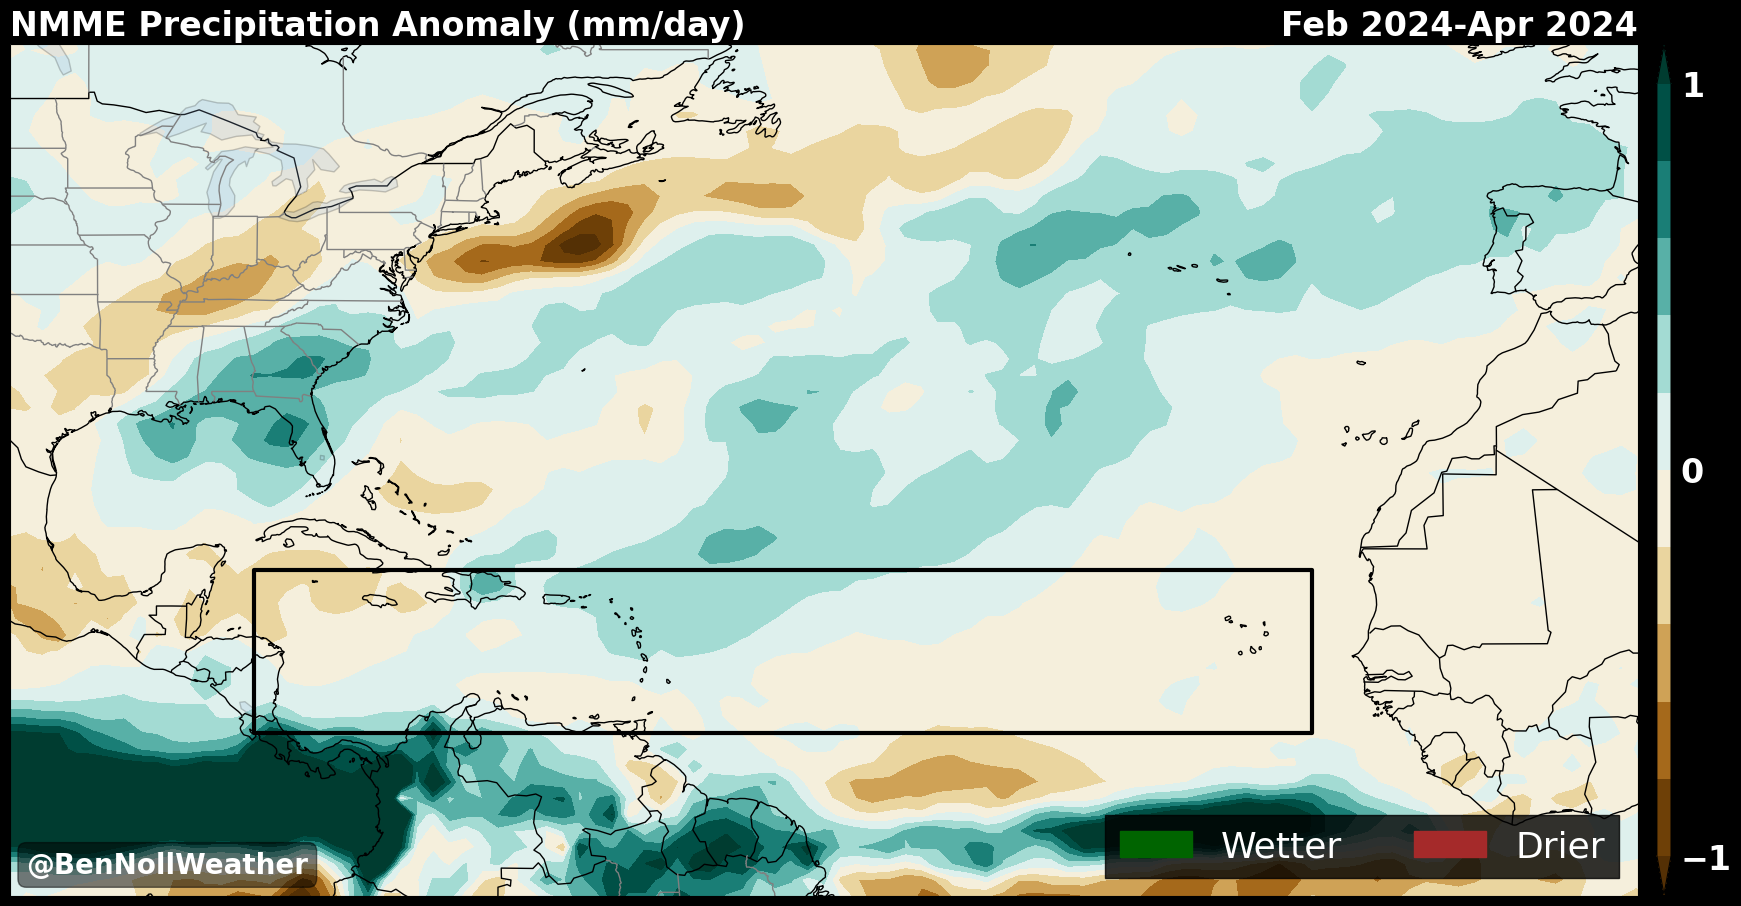 NMME Precipitation Anomaly (mm/day)
Feb 2024-Apr 2024
1
0
−1
@BenNollWeather
Wetter
Drier